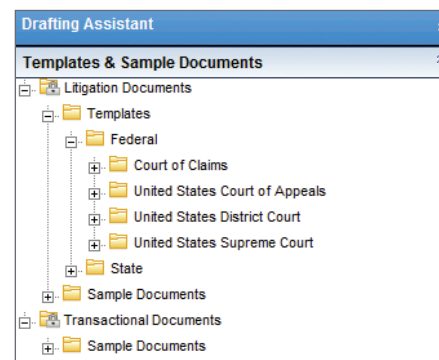 Drafting Assistant
Templates & Sample Documents
Litigation Documents
Templates
Federal
Court of Claims
United States Court of Appeals
United States District Court
United States Supreme Court
State
Sample Documents
Transactional Documents
Sample Documents